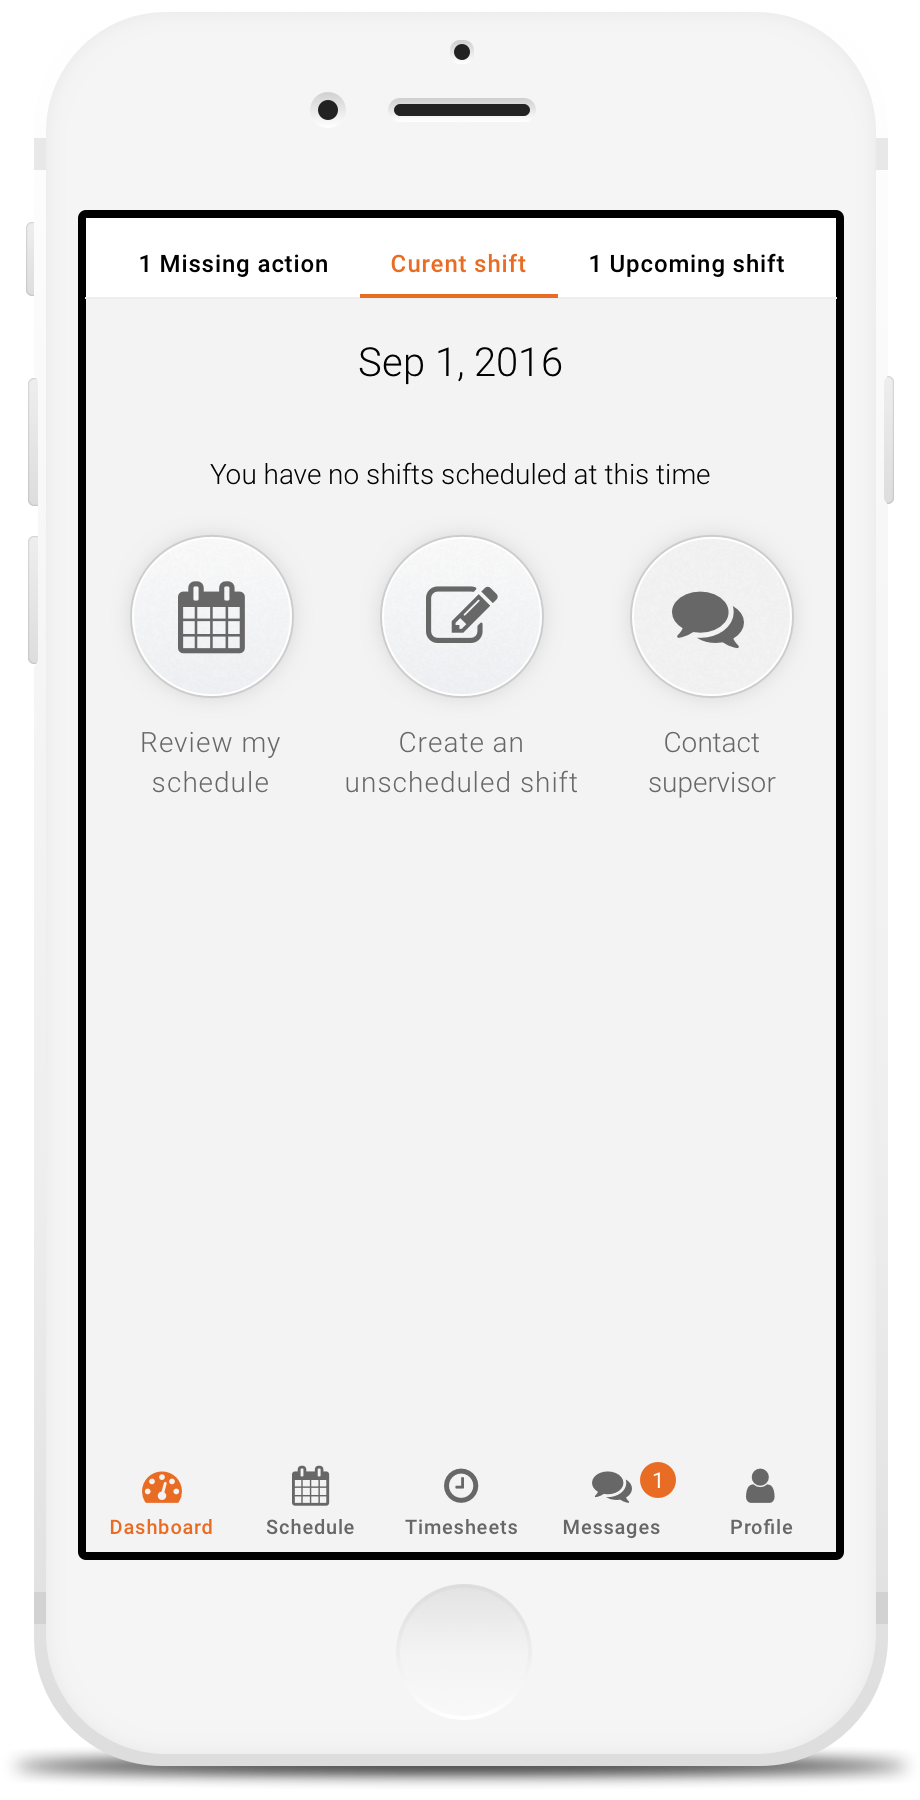 1 Missing action
Curent shift
1 Upcoming shift
Sep 1, 2016
You have no shifts scheduled at this time
Review my
schedule
Create an
unscheduled shift
Contact
supervisor
1
Dashboard
Schedule
Timesheets
Messages
Profile